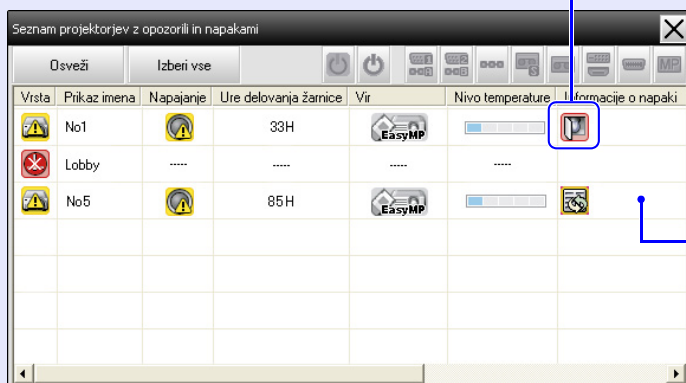 Seznam projektorjev z opozorili in napakami
Osveži Izberi vse MP
Vrsta Prikaz imena Napajanje Ure delovanja žarnice Vir Nivo temperature Informacije o napaki
No1 33H EasyMP
Lobby ----- ----- ----- -----
No5 85H EasyMP